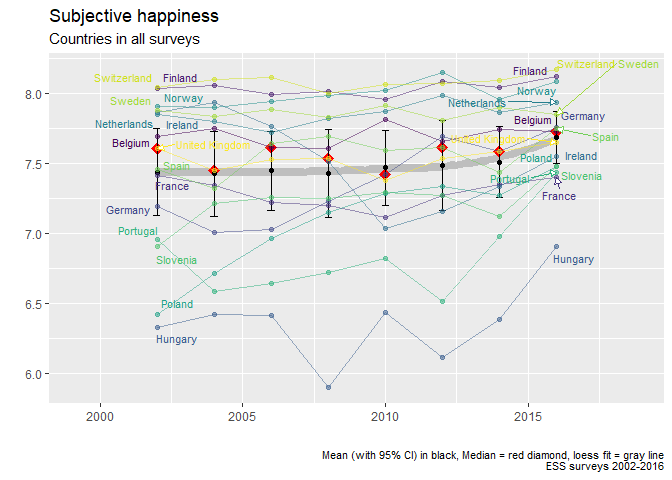 Subjective happiness
Countries in all surveys
Switzerland Sweden
Switzerland
Finland
Finland
Norway
Norway
Sweden
Netherlands
Netherlands
Ireland
Germany
Belgium
Belgium
United Kingdom
United Kingdom
Spain
Spain
Poland
Ireland
France
Portugal
Slovenia
France
Germany
Portugal
Slovenia
Hungary
Poland
Hungary
8.0
7.5
7.0
6.5
6.0
2000
2005
2010
2015
Mean (with 95% CI) in black, Median = red diamond, loess fit = gray line
ESS surveys 2002-2016